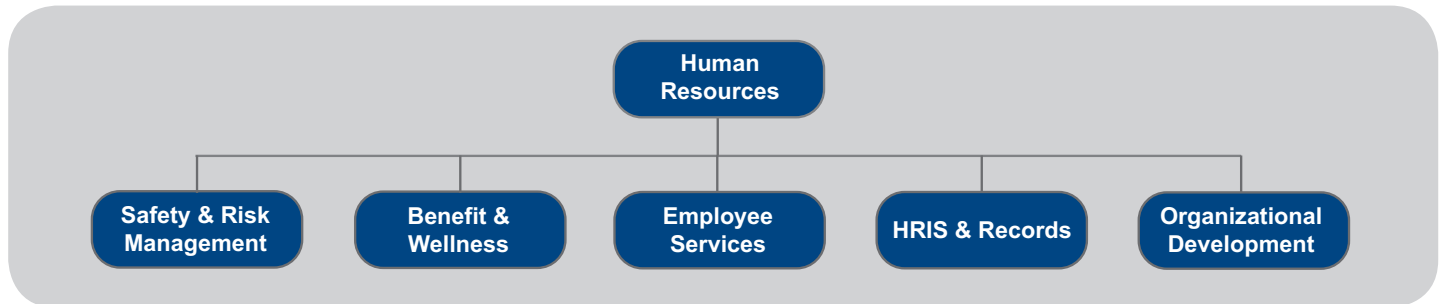 Human
Resources
Safety & Risk
Management
Benefit &
Wellness
Employee
Services
HRIS & Records
Organizational
Development